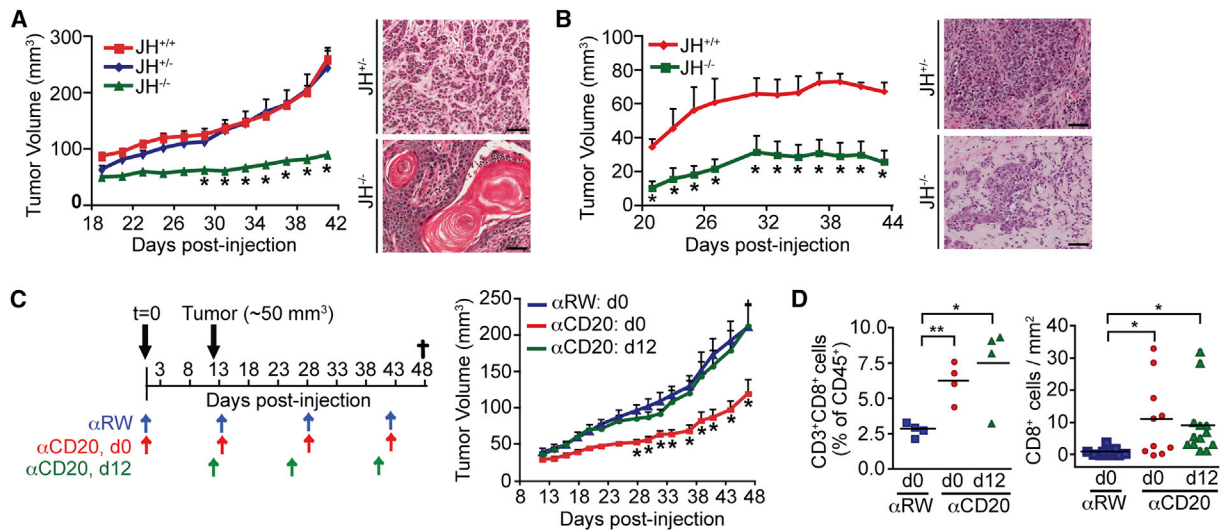 A
Tumor Volume (mm³)
300
200
100
0
18 22 26 29 33 37 42
Days post-injection
JH+/+
JH+/-
JH-/-
* * * * * * *
JH+/-
JH-/-
B
Tumor Volume (mm³)
100
80
60
40
20
0
20 26 32 38 44
Days post-injection
JH+/+
JH-/-
* * * * * * * * * * *
JH+/-
JH-/-
C
t=0 Tumor (~50 mm³)
3 8 13 18 23 28 33 33 38 43 48
Days post-injection
αRW
αCD20, d0
αCD20, d12
Tumor Volume (mm³)
250
200
150
100
50
0
8 13 18 23 28 33 38 43 48
Days post-injection
αRW: d0
αCD20: d0
αCD20: d12
* * ** * * * * *
D
CD3⁺CD8⁺ cells
(% of CD45⁺)
10.0
7.5
5.0
2.5
0.0
*
**
d0 d0 d12
αRW αCD20
CD8⁺ cells / mm²
40
30
20
10
0
*
*
d0 d0 d12
αRW αCD20